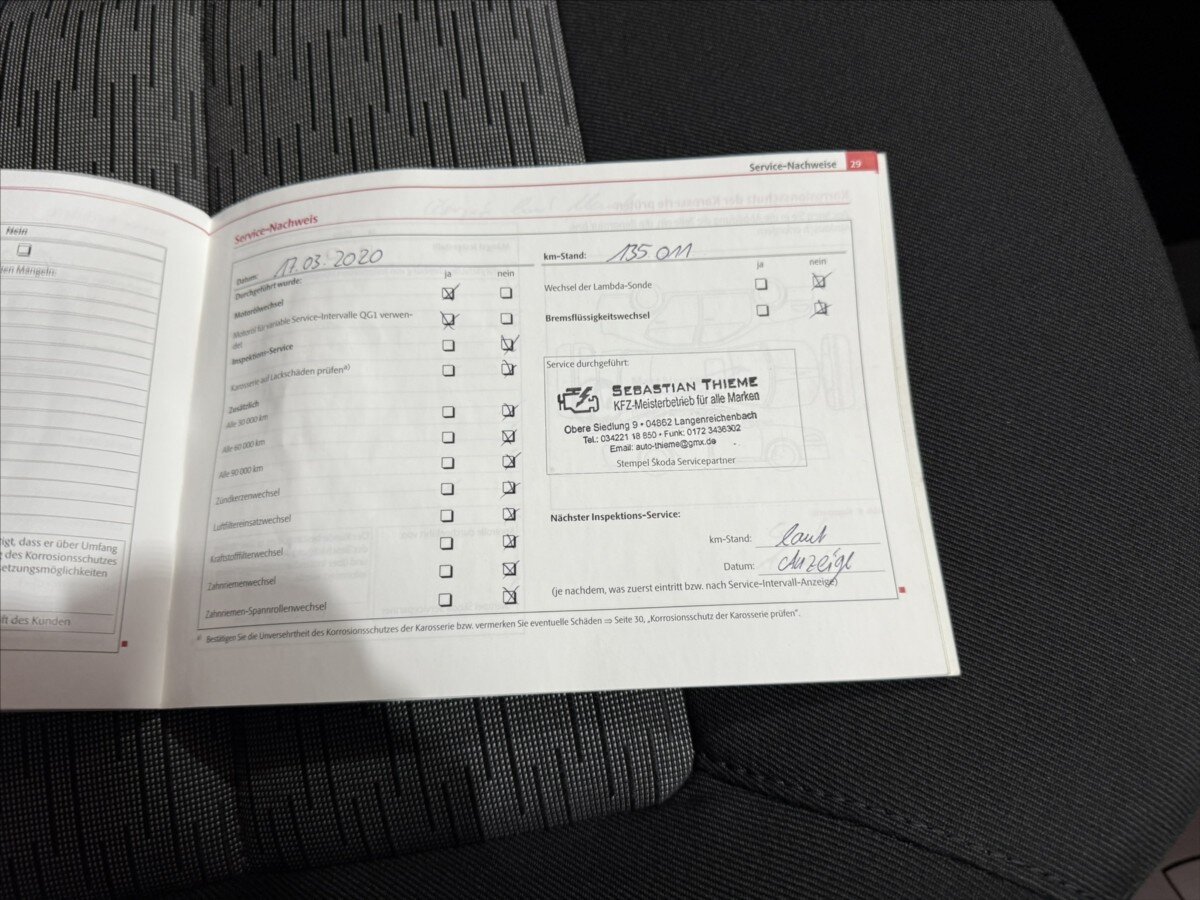 Nein
tigt, dass er über Umfang
des Korrosionsschutzes
setzungsmöglichkeiten
ft des Kunden
Service-Nachweise 29
Service-Nachweis
Datum: 17.03.2020
Durchgeführt wurde:
ja nein
Motorölwechsel
Motoröl für variable Service-Intervalle QG1 verwen-
det
Inspektions-Service
Karosserie auf Lackschäden prüfen a)
Zusätzlich
Alle 30 000 km
Alle 60 000 km
Alle 90 000 km
Zündkerzenwechsel
Luftfiltereinsatzwechsel
Kraftstofffilterwechsel
Zahnriemenwechsel
Zahnriemen-Spannrollenwechsel
km-Stand: 135 011
ja nein
Wechsel der Lambda-Sonde
Bremsflüssigkeitswechsel
Service durchgeführt:
SEBASTIAN THIEME
KFZ-Meisterbetrieb für alle Marken
Obere Siedlung 9 • 04862 Langenreichenbach
Tel.: 034221 18 850 • Funk: 0172 3436302
Email: auto-thieme@gmx.de
Stempel Škoda Servicepartner
Nächster Inspektions-Service:
km-Stand: laut
Datum: Anzeige
(je nachdem, was zuerst eintritt bzw. nach Service-Intervall-Anzeige)
a) Bestätigen Sie die Unversehrtheit des Korrosionsschutzes der Karosserie bzw. vermerken Sie eventuelle Schäden ⇒ Seite 30, „Korrosionsschutz der Karosserie prüfen“.